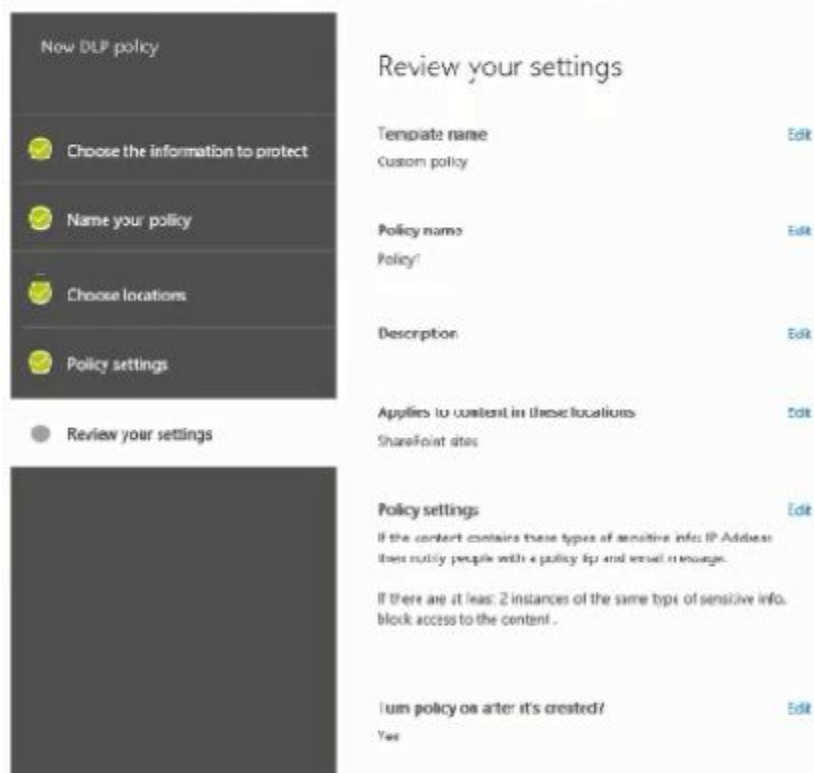 New DLP policy
Choose the information to protect
Name your policy
Choose locations
Policy settings
Review your settings
Review your settings
Template name
Edit
Custom policy
Policy name
Edit
Policy1
Description
Edit
Applies to content in these locations
Edit
SharePoint sites
Policy settings
Edit
If the content contains these types of sensitive info: IP Address
then notify people with a policy tip and email message.
If there are at least 2 instances of the same type of sensitive info,
block access to the content .
Turn policy on after it's created?
Edit
Yes